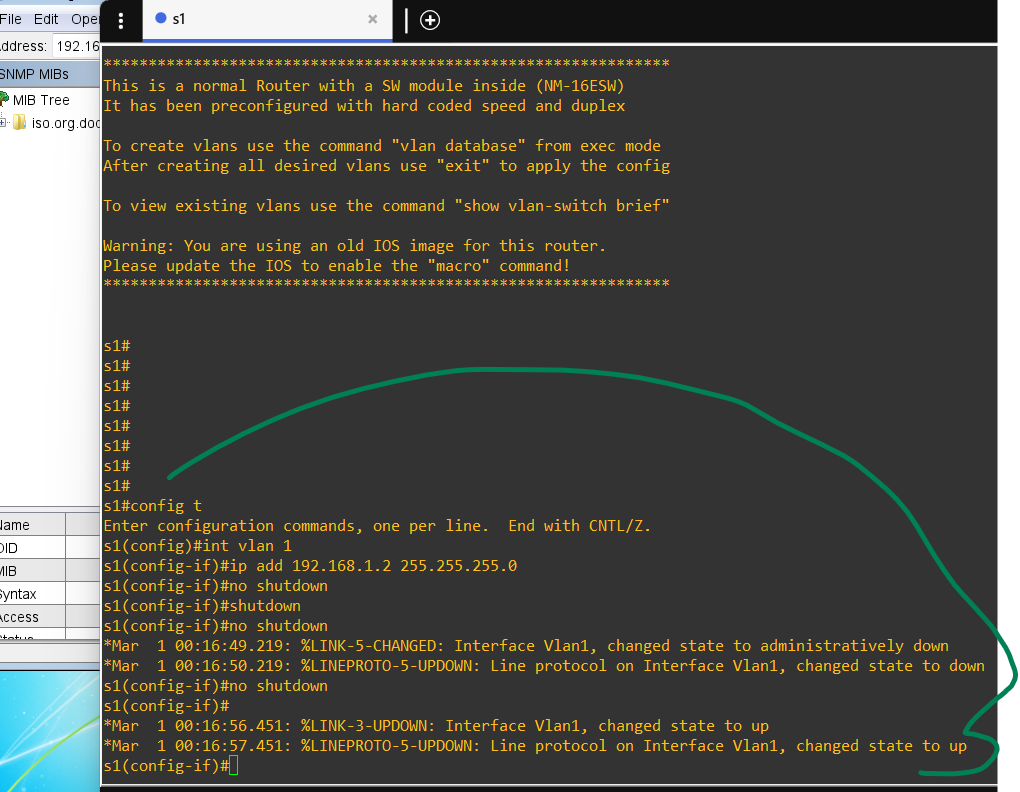 File Edit
s1
Address: 192.16
SNMP MIBs
MIB Tree
iso.org.doc
**************************************************************
This is a normal Router with a SW module inside (NM-16ESW)
It has been preconfigured with hard coded speed and duplex
To create vlans use the command "vlan database" from exec mode
After creating all desired vlans use "exit" to apply the config
To view existing vlans use the command "show vlan-switch brief"
Warning: You are using an old IOS image for this router.
Please update the IOS to enable the "macro" command!
**************************************************************
s1#
s1#
s1#
s1#
s1#
s1#
s1#
s1#
s1#config t
Enter configuration commands, one per line.  End with CNTL/Z.
s1(config)#int vlan 1
s1(config-if)#ip add 192.168.1.2 255.255.255.0
s1(config-if)#no shutdown
s1(config-if)#shutdown
s1(config-if)#no shutdown
*Mar  1 00:16:49.219: %LINK-5-CHANGED: Interface Vlan1, changed state to administratively down
*Mar  1 00:16:50.219: %LINEPROTO-5-UPDOWN: Line protocol on Interface Vlan1, changed state to down
s1(config-if)#no shutdown
s1(config-if)#
*Mar  1 00:16:56.451: %LINK-3-UPDOWN: Interface Vlan1, changed state to up
*Mar  1 00:16:57.451: %LINEPROTO-5-UPDOWN: Line protocol on Interface Vlan1, changed state to up
s1(config-if)#
Name
OID
MIB
Syntax
Access